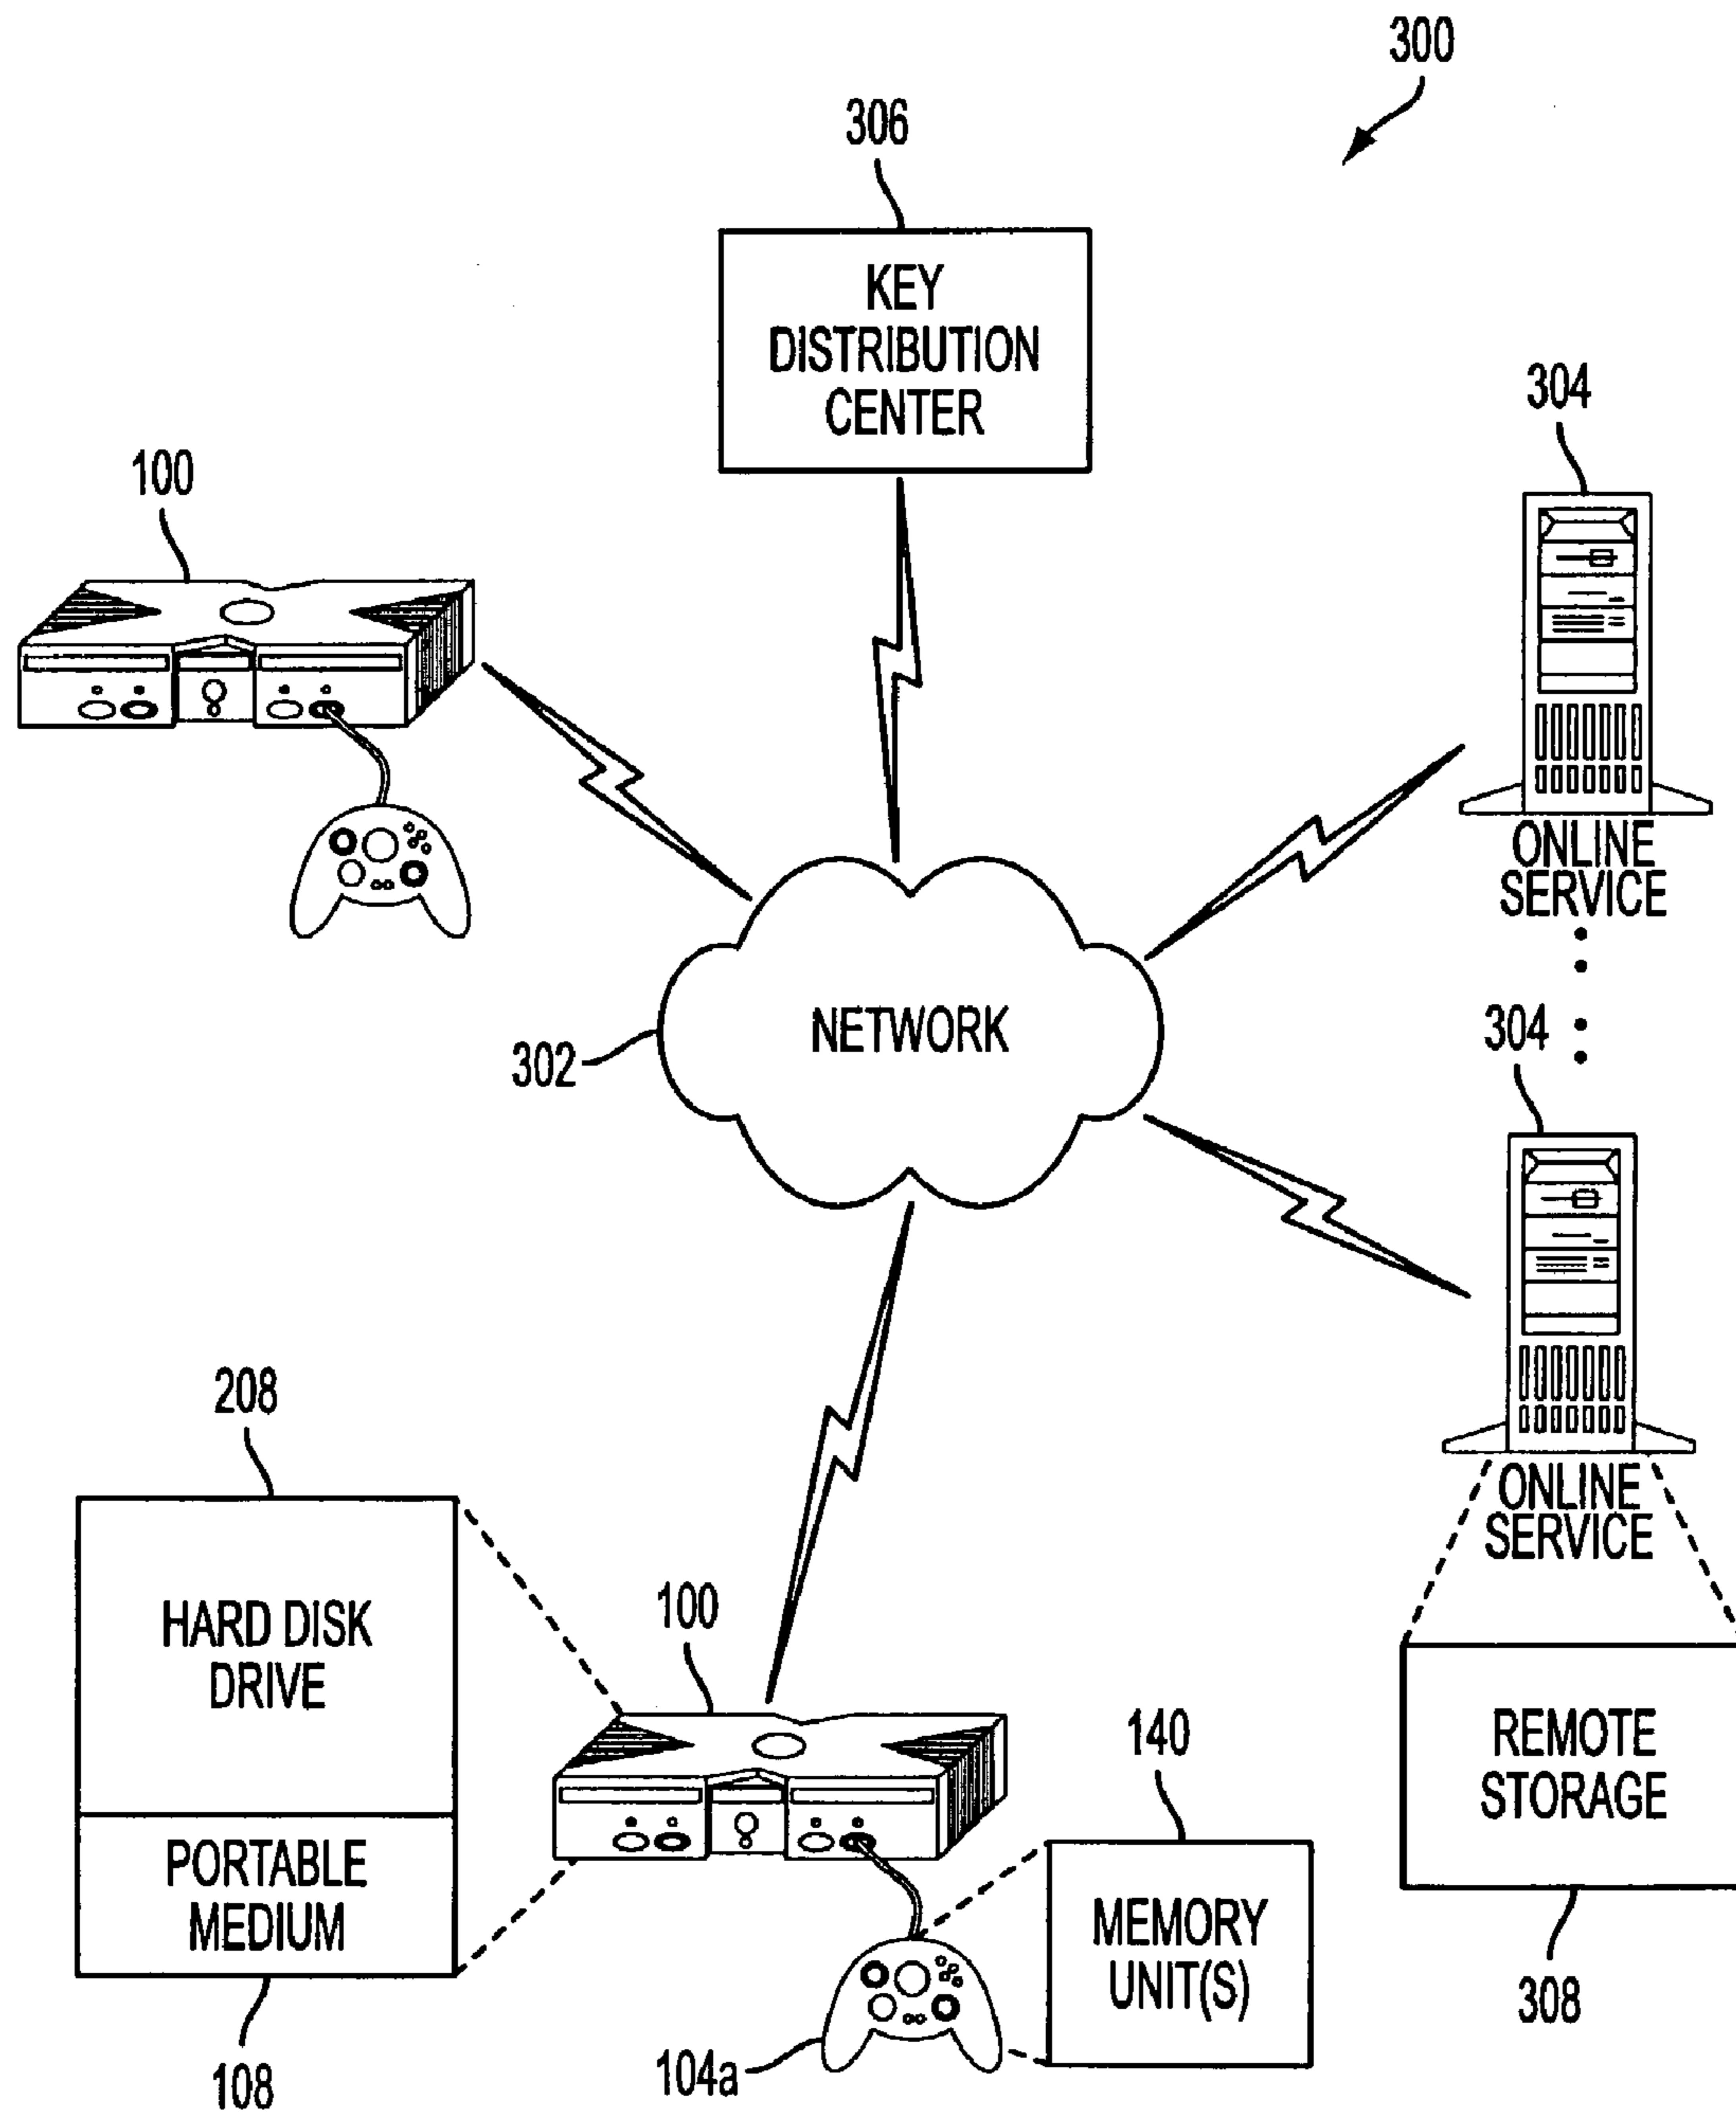 300
306
KEY
DISTRIBUTION
CENTER
304
100
ONLINE
SERVICE
NETWORK
302
304
208
HARD DISK
DRIVE
ONLINE
SERVICE
100
140
REMOTE
STORAGE
PORTABLE
MEDIUM
MEMORY
UNIT(S)
308
104a
108